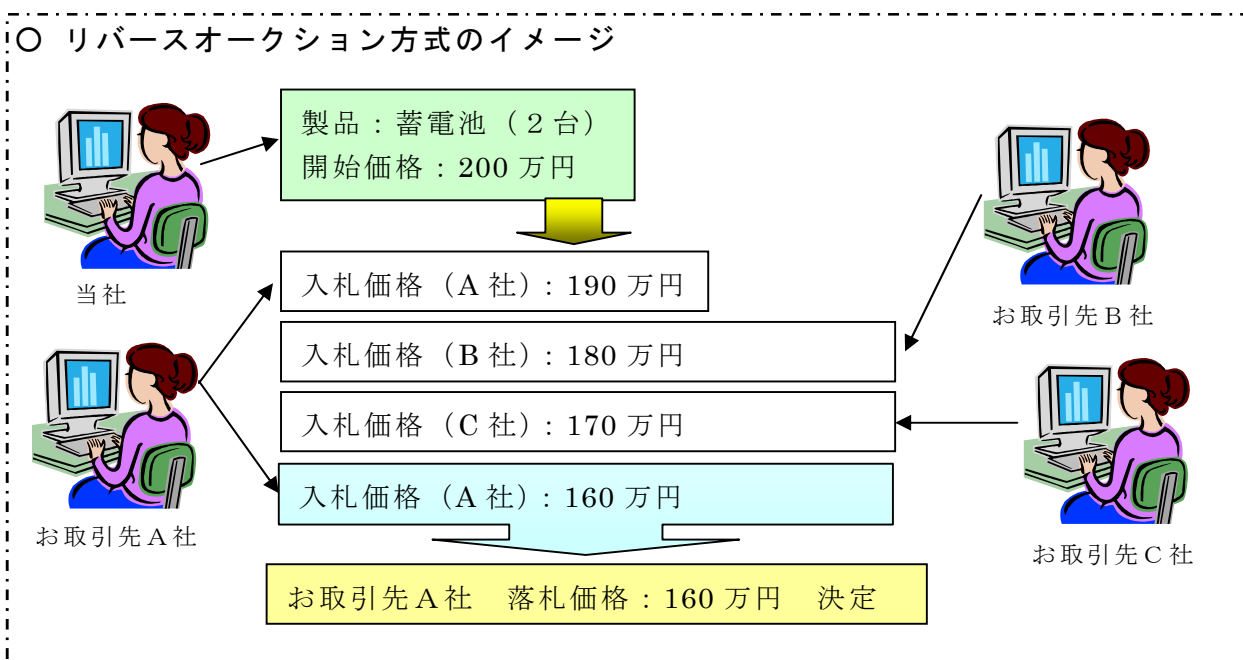 ○ リバースオークション方式のイメージ
製品：蓄電池（２台）
開始価格：200 万円
当社
入札価格（A 社）：190 万円
お取引先Ｂ社
入札価格（B 社）：180 万円
入札価格（C 社）：170 万円
入札価格（A 社）：160 万円
お取引先Ａ社
お取引先Ｃ社
お取引先Ａ社　落札価格：160 万円　決定